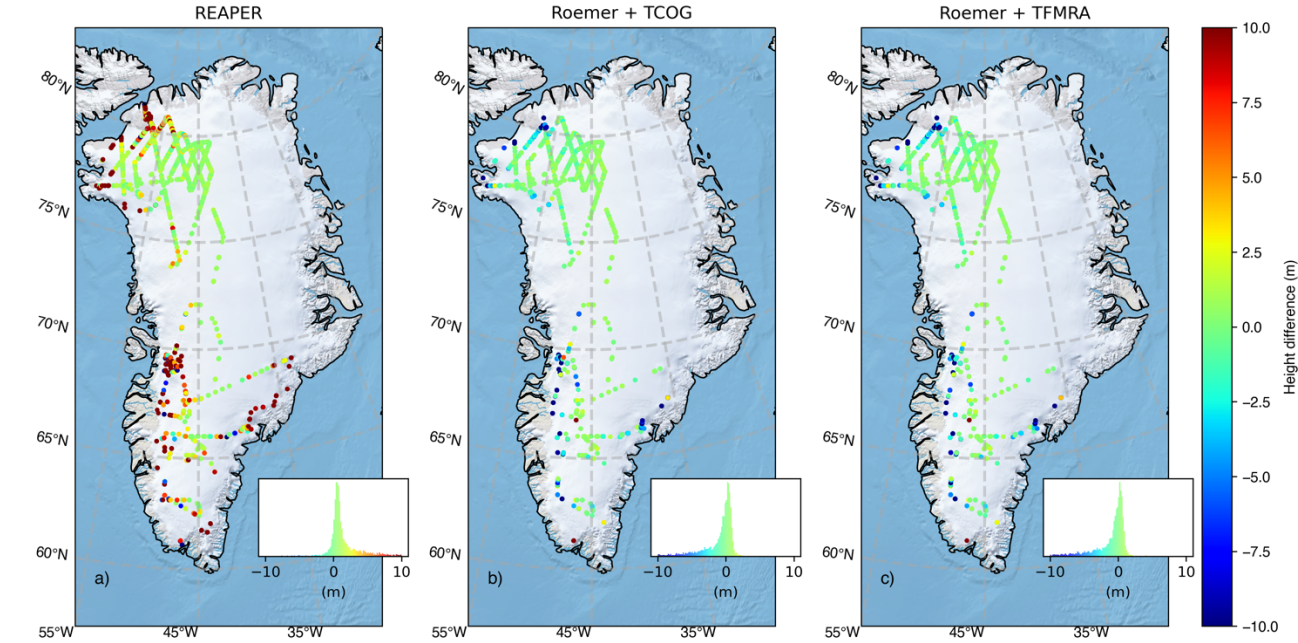 REAPER
Roemer + TCOG
Roemer + TFMRA
80°N
75°N
70°N
65°N
60°N
55°W
45°W
35°W
a)
−10
0
10
(m)
80°N
75°N
70°N
65°N
60°N
55°W
45°W
35°W
b)
−10
0
10
(m)
80°N
75°N
70°N
65°N
60°N
55°W
45°W
35°W
c)
−10
0
10
(m)
10.0
7.5
5.0
2.5
0.0
−2.5
−5.0
−7.5
−10.0
Height difference (m)